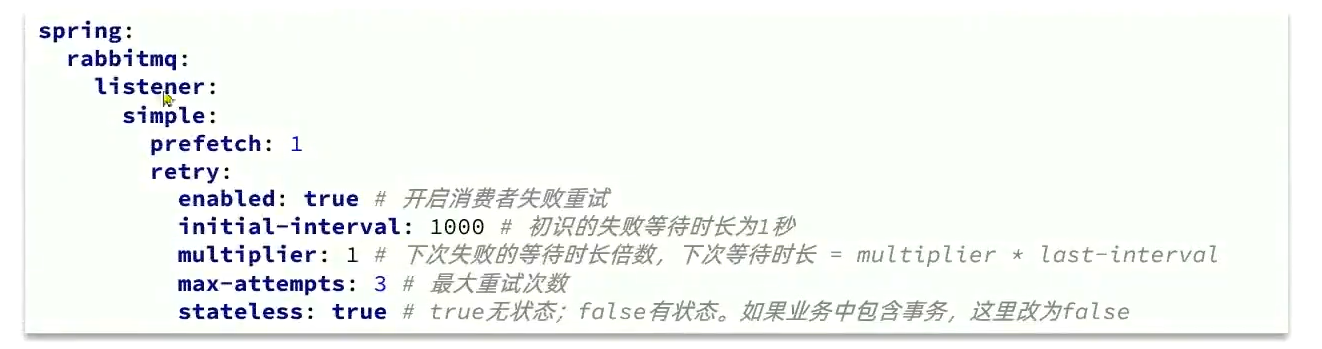 spring:
  rabbitmq:
    listener:
      simple:
        prefetch: 1
        retry:
          enabled: true # 开启消费者失败重试
          initial-interval: 1000 # 初识的失败等待时长为1秒
          multiplier: 1 # 下次失败的等待时长倍数，下次等待时长 = multiplier * last-interval
          max-attempts: 3 # 最大重试次数
          stateless: true # true无状态；false有状态。如果业务中包含事务，这里改为false